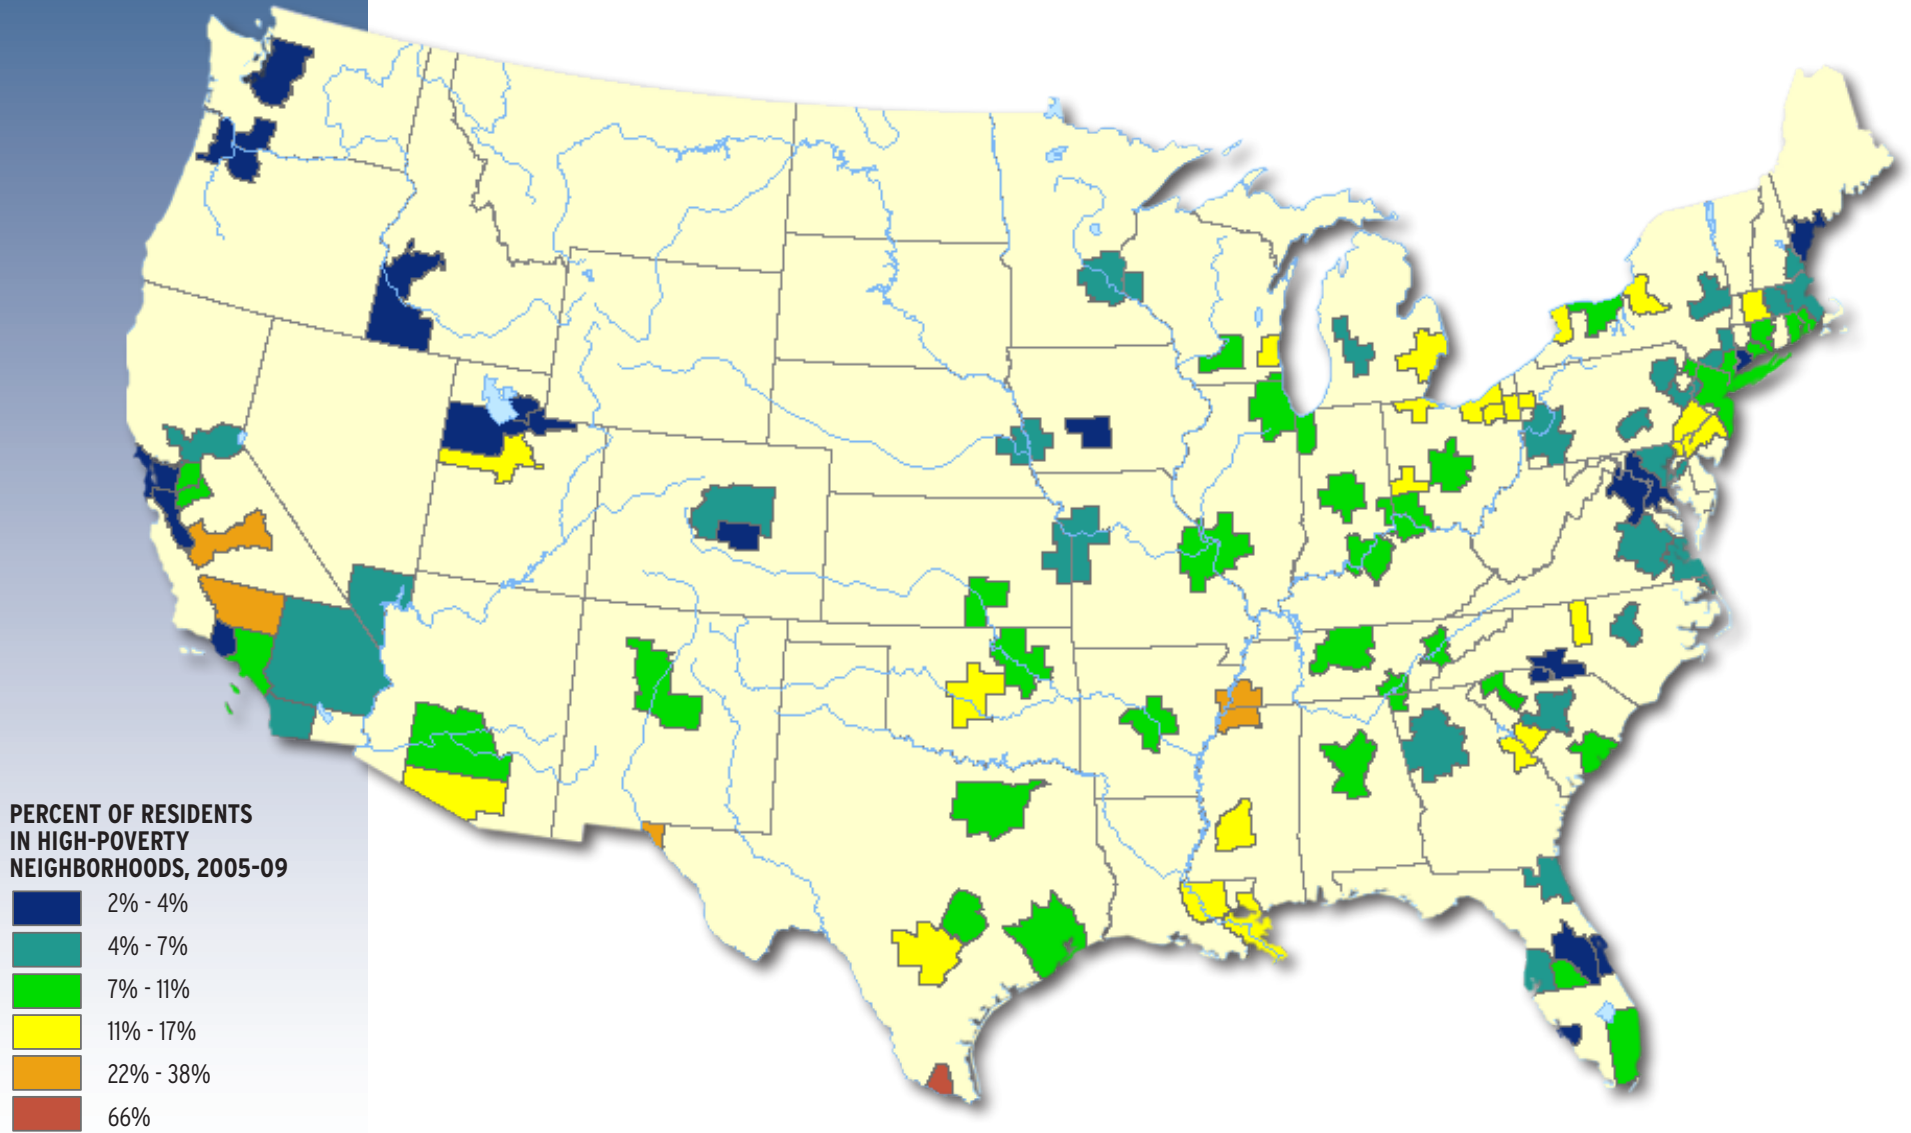 PERCENT OF RESIDENTS
IN HIGH-POVERTY
NEIGHBORHOODS, 2005-09
2% - 4%
4% - 7%
7% - 11%
11% - 17%
22% - 38%
66%